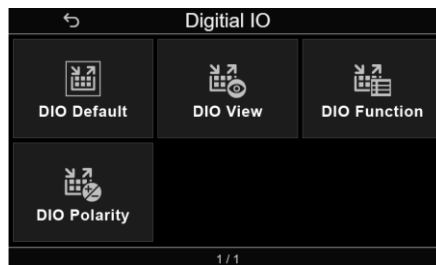 Digitial IO
DIO Default
DIO View
DIO Function
DIO Polarity
1 / 1